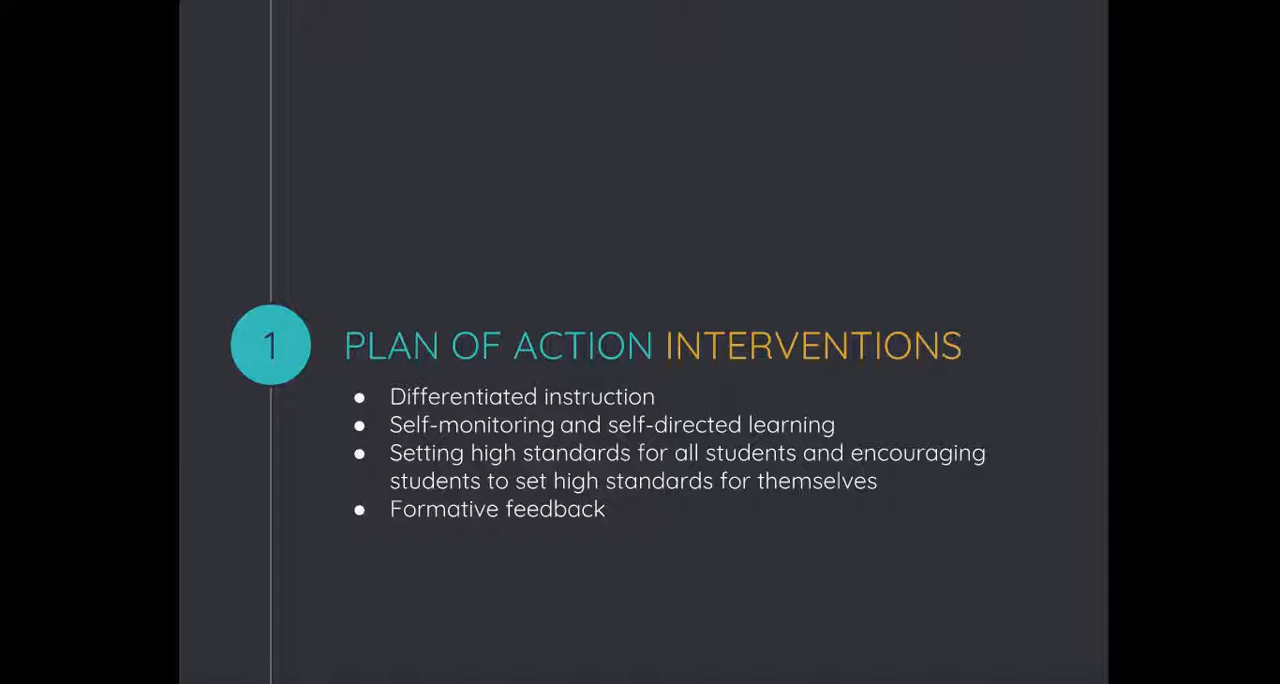 1 PLAN OF ACTION INTERVENTIONS
● Differentiated instruction
● Self-monitoring and self-directed learning
● Setting high standards for all students and encouraging
students to set high standards for themselves
● Formative feedback